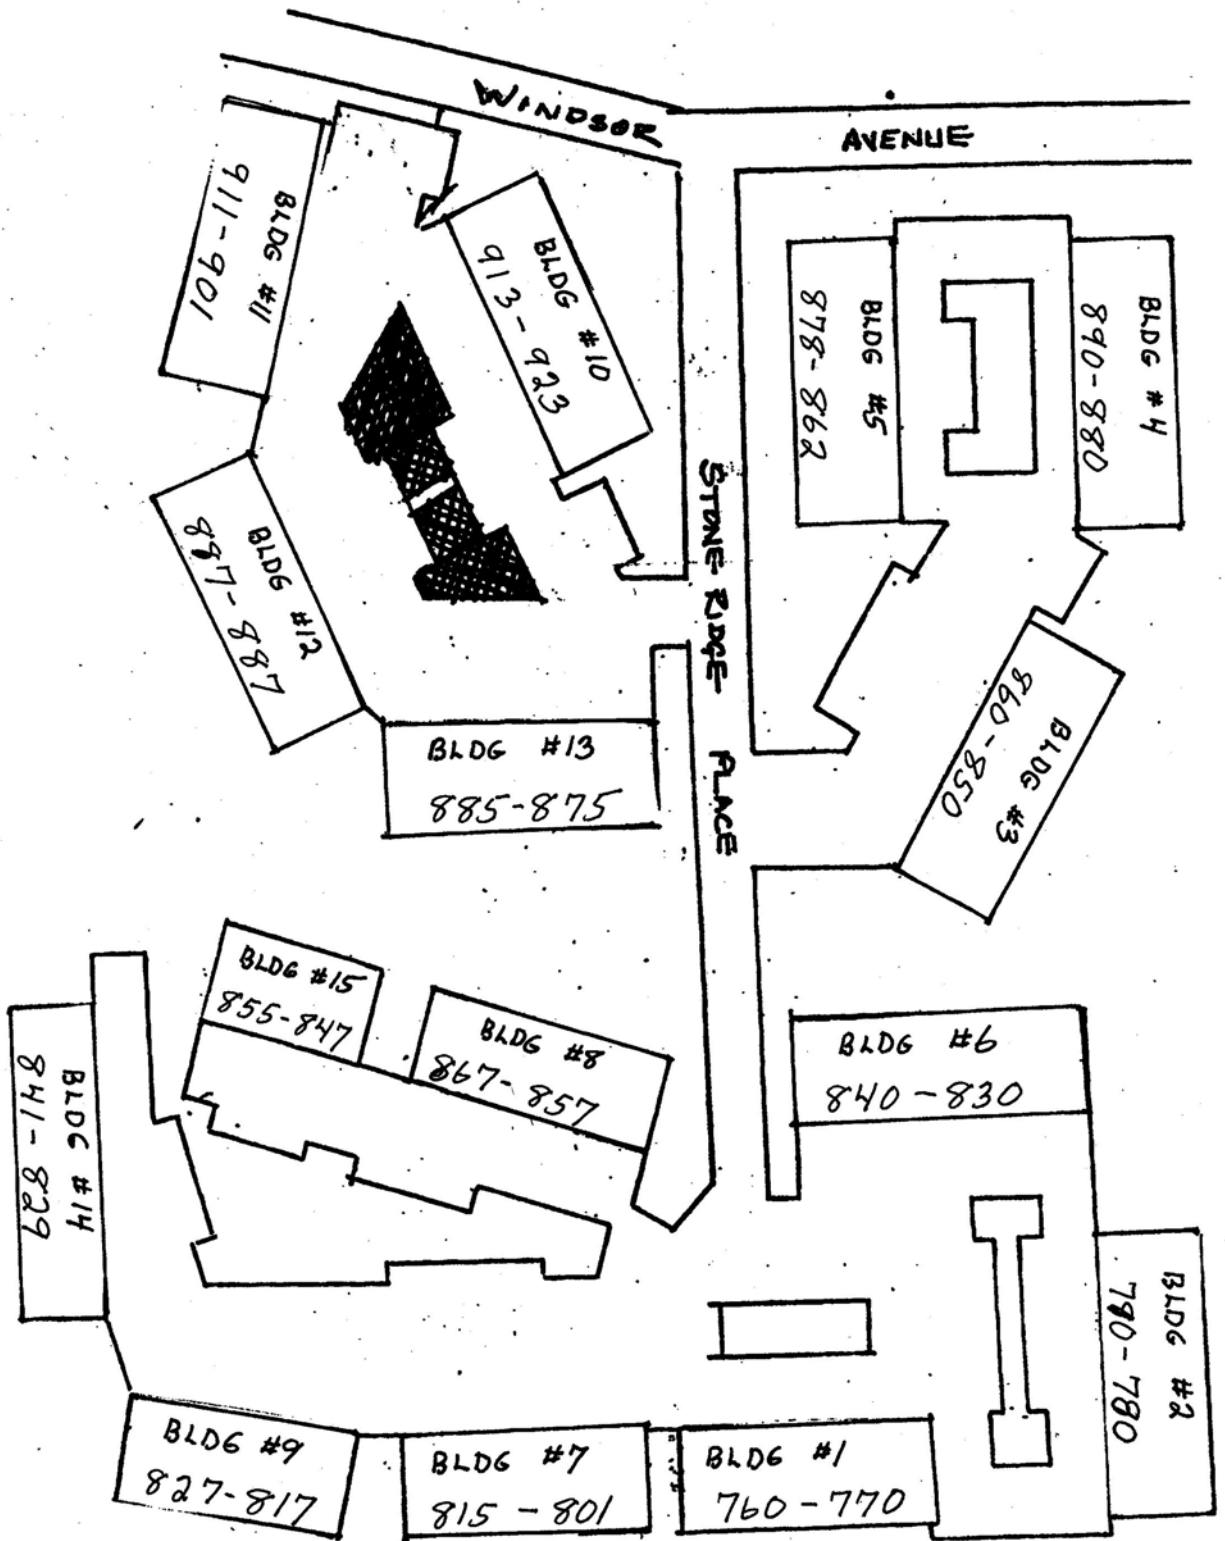 WINDSOR
AVENUE
BLDG #11
911-901
BLDG #10
913-923
BLDG #5
878-862
BLDG #4
890-880
BLDG #12
897-887
STONE RIDGE PLACE
BLDG #3
860-850
BLDG #13
885-875
BLDG #15
855-847
BLDG #8
867-857
BLDG #6
840-830
BLDG #14
841-829
BLDG #2
790-780
BLDG #9
827-817
BLDG #7
815-801
BLDG #1
760-770